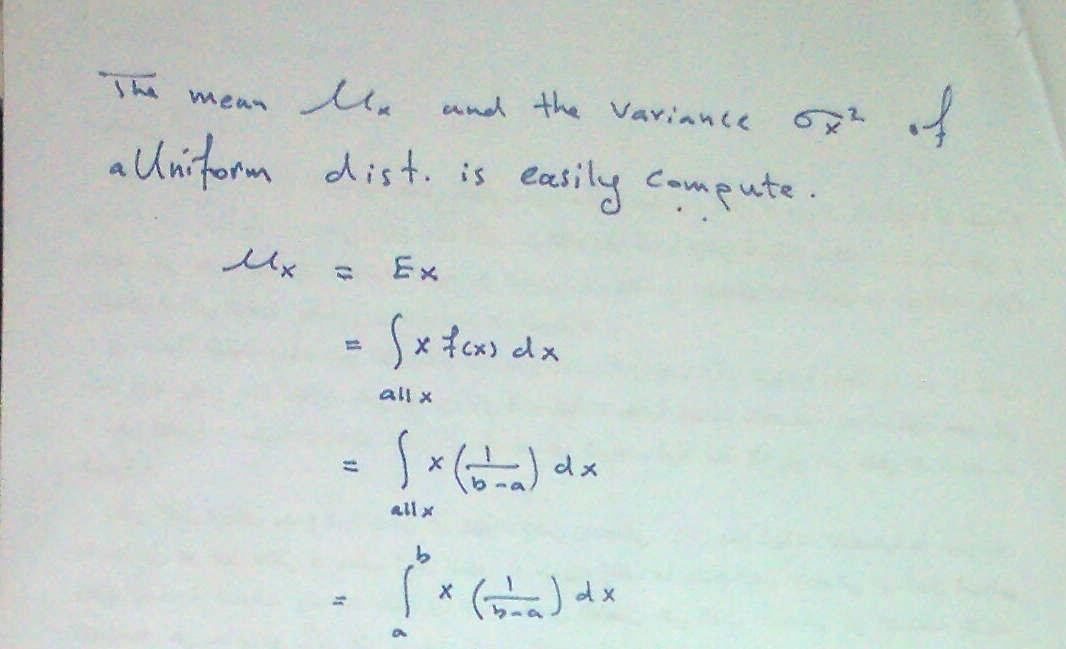 The mean μx and the variance σx² of
a Uniform dist. is easily compute.
μx = Ex
= ∫ x f(x) dx
all x
= ∫ x (1/(b-a)) dx
all x
= ∫ₐᵇ x (1/(b-a)) dx